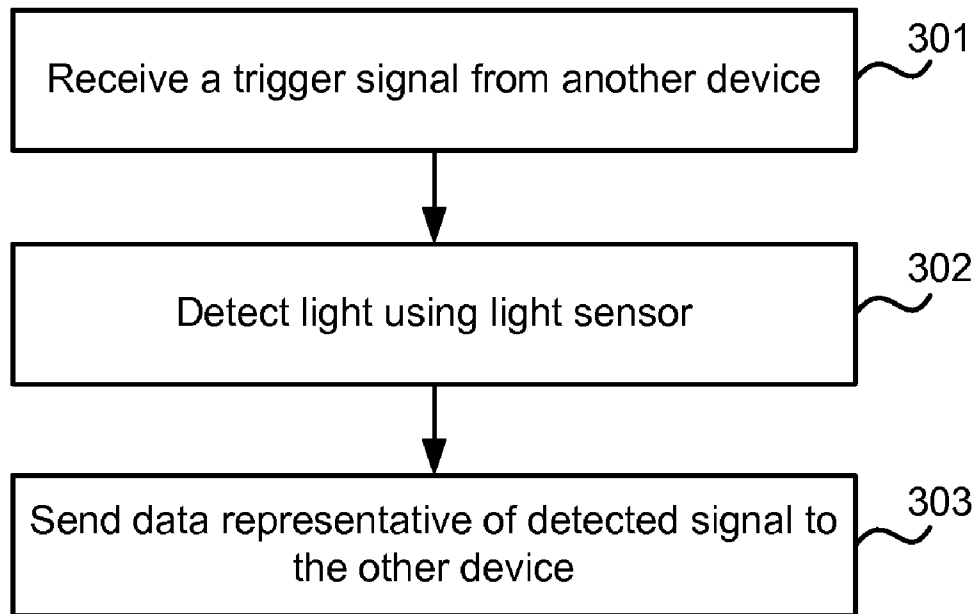 301
Receive a trigger signal from another device
302
Detect light using light sensor
303
Send data representative of detected signal to
the other device